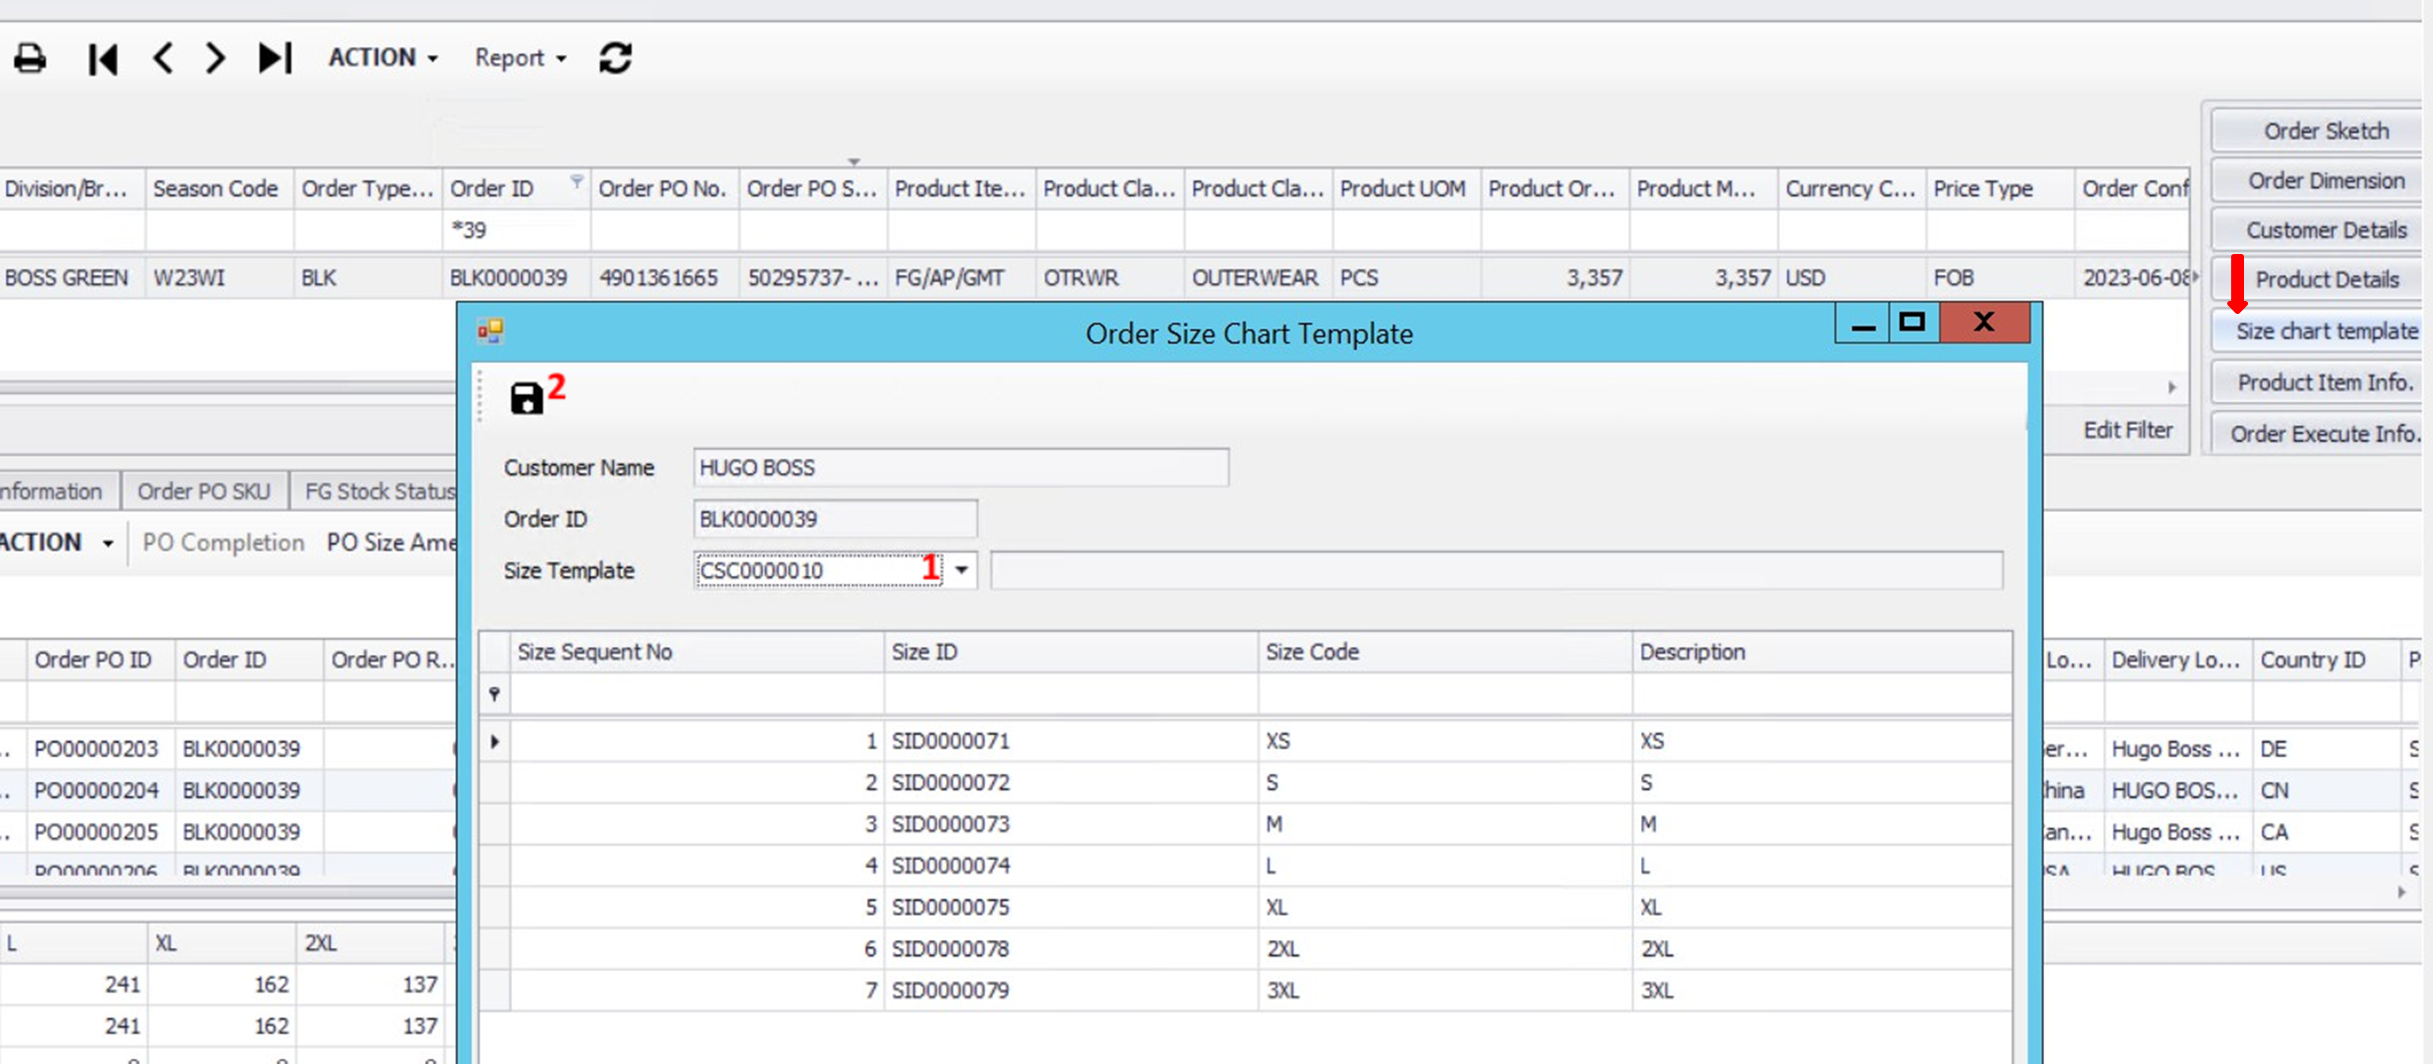 ACTION Report
Order Sketch
Order Dimension
Customer Details
Product Details
Size chart template
Product Item Info.
Order Execute Info.
Division/Br... Season Code Order Type... Order ID Order PO No. Order PO S... Product Ite... Product Cla... Product Cla... Product UOM Product Or... Product M... Currency C... Price Type Order Conf
*39
BOSS GREEN W23WI BLK BLK0000039 4901361665 50295737- ... FG/AP/GMT OTRWR OUTERWEAR PCS 3,357 3,357 USD FOB 2023-06-08
Edit Filter
Order Size Chart Template
X
2
Customer Name HUGO BOSS
Order ID BLK0000039
Size Template CSC0000010 1
Size Sequent No Size ID Size Code Description
1 SID0000071 XS XS
2 SID0000072 S S
3 SID0000073 M M
4 SID0000074 L L
5 SID0000075 XL XL
6 SID0000078 2XL 2XL
7 SID0000079 3XL 3XL
nformation Order PO SKU FG Stock Status
ACTION PO Completion PO Size Ame
Order PO ID Order ID Order PO R... Lo... Delivery Lo... Country ID P
.. PO00000203 BLK0000039 er... Hugo Boss ... DE S
.. PO00000204 BLK0000039 hina HUGO BOS... CN S
.. PO00000205 BLK0000039 an... Hugo Boss ... CA S
PO00000206 BLK0000039 SA HUGO BOS US
L XL 2XL
241 162 137
241 162 137